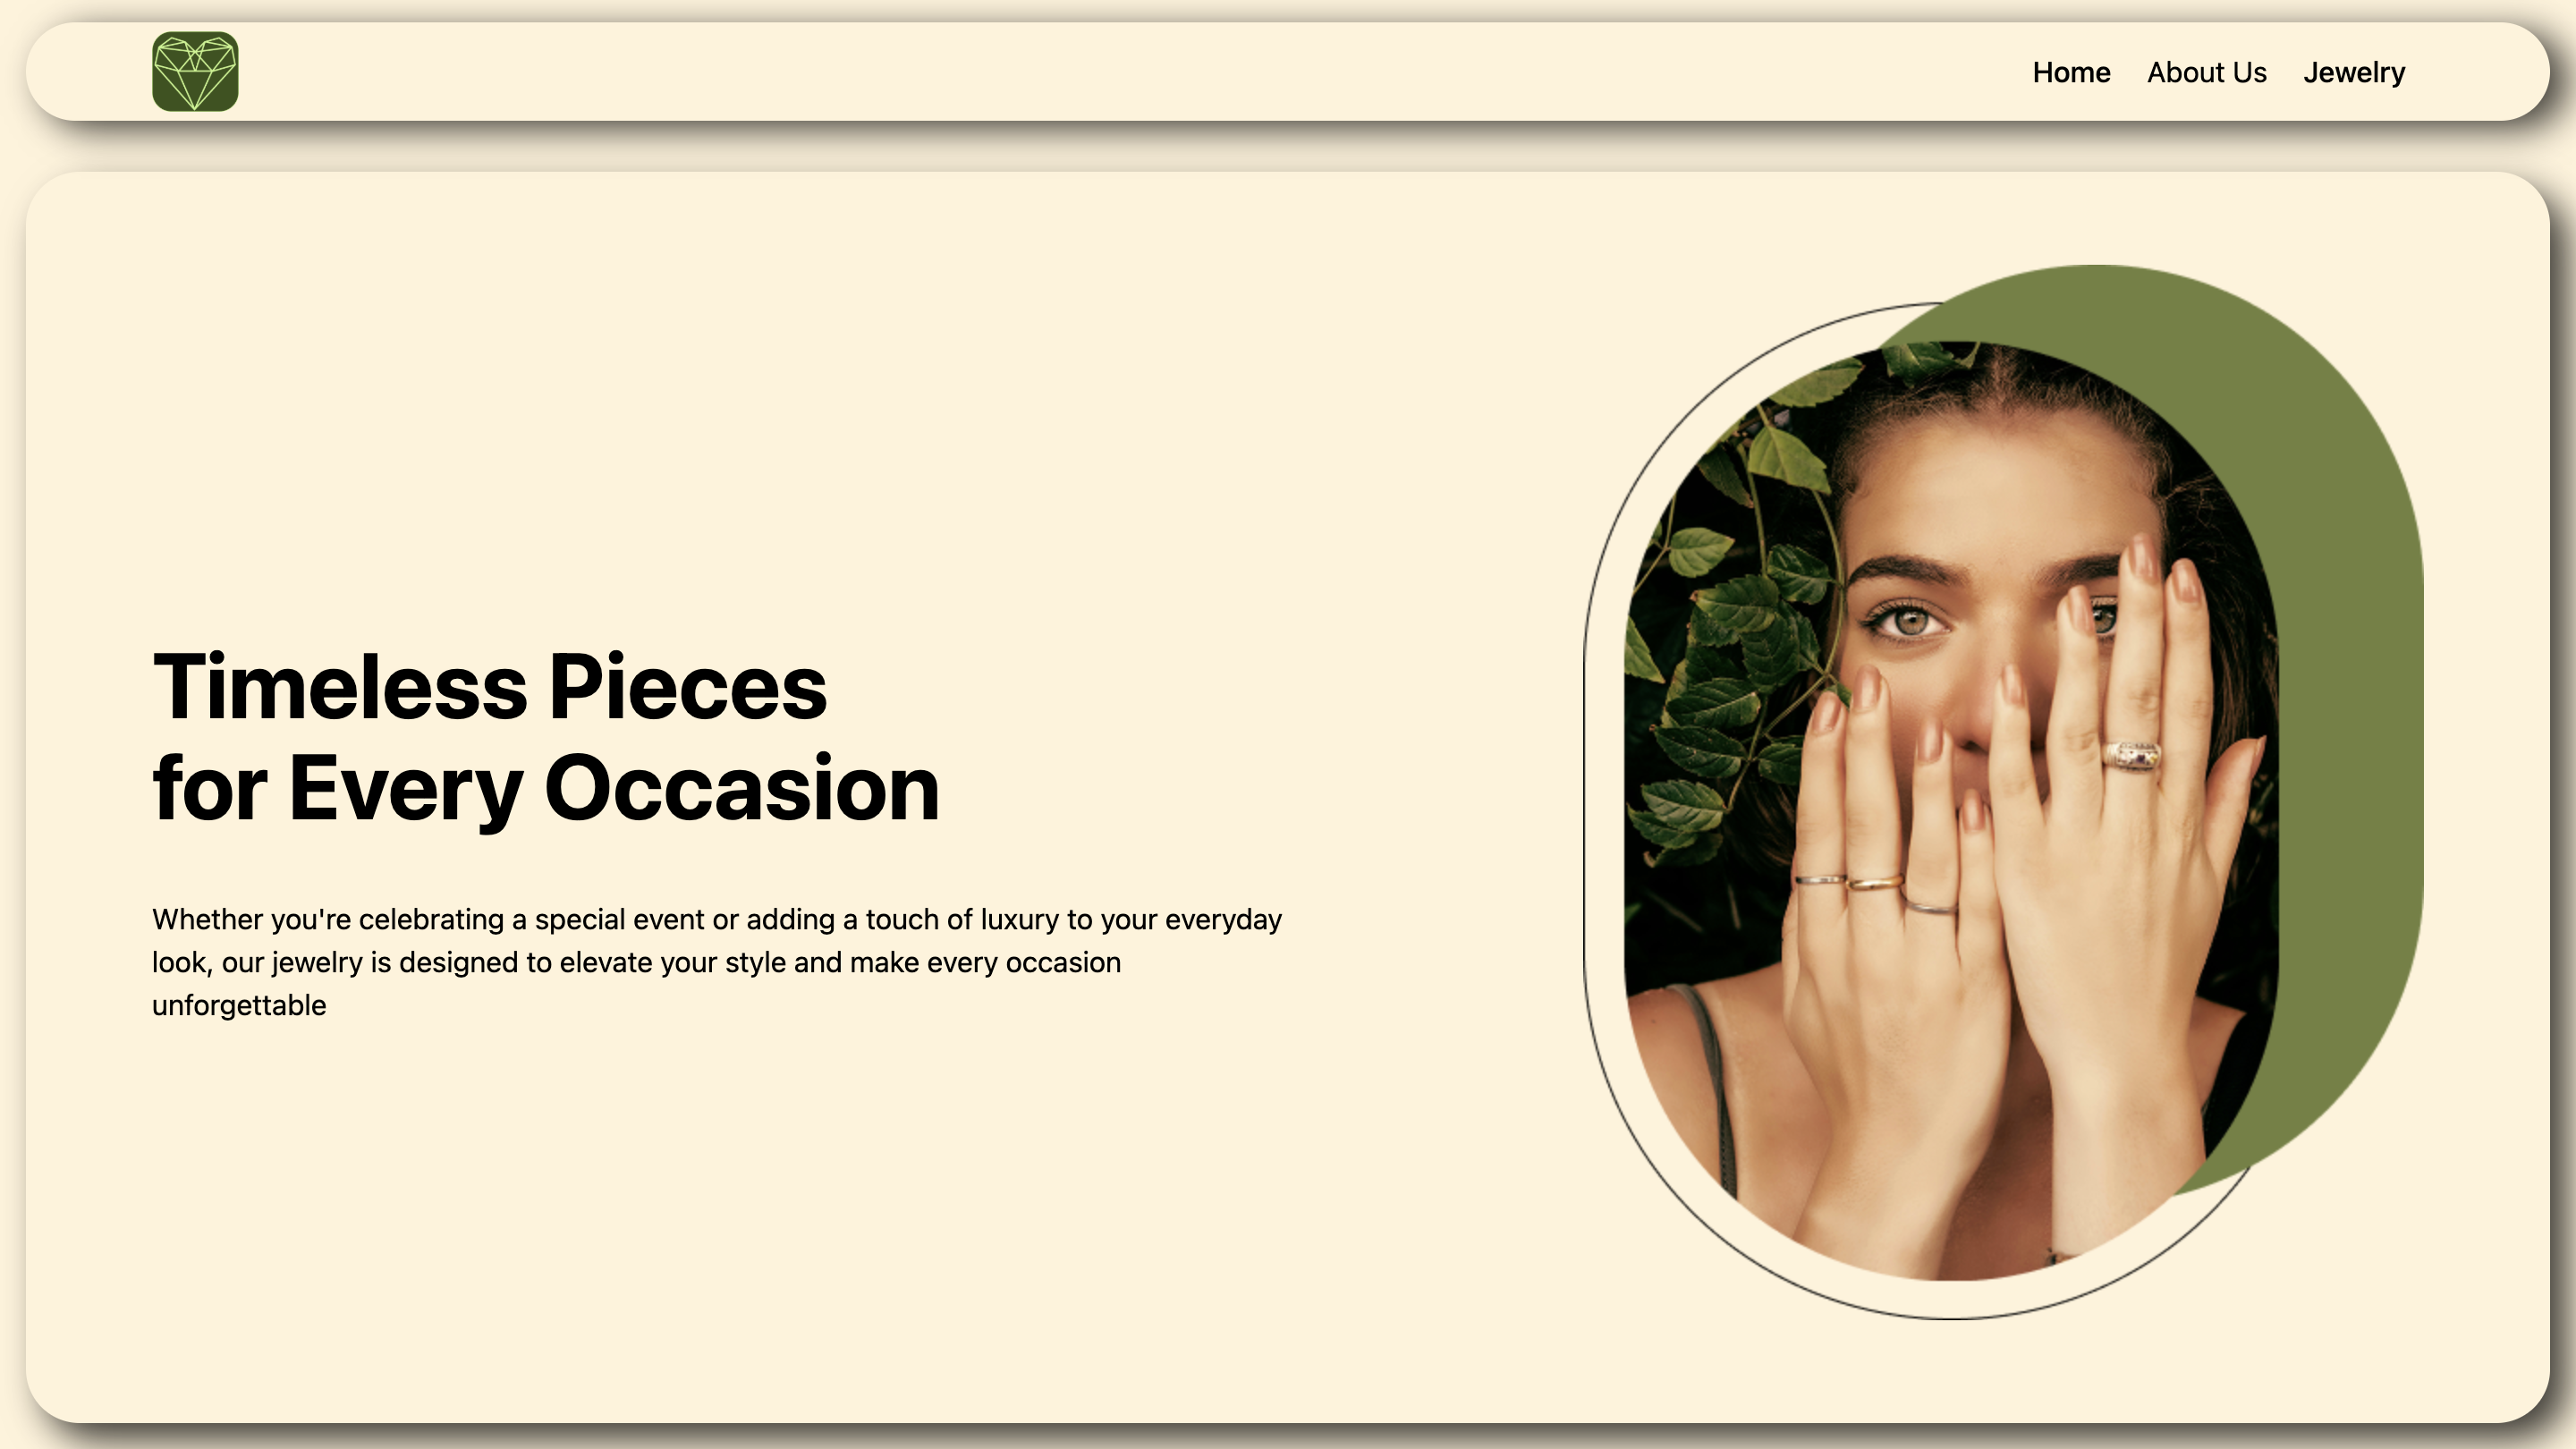 Home About Us Jewelry
Timeless Pieces
for Every Occasion
Whether you're celebrating a special event or adding a touch of luxury to your everyday
look, our jewelry is designed to elevate your style and make every occasion
unforgettable